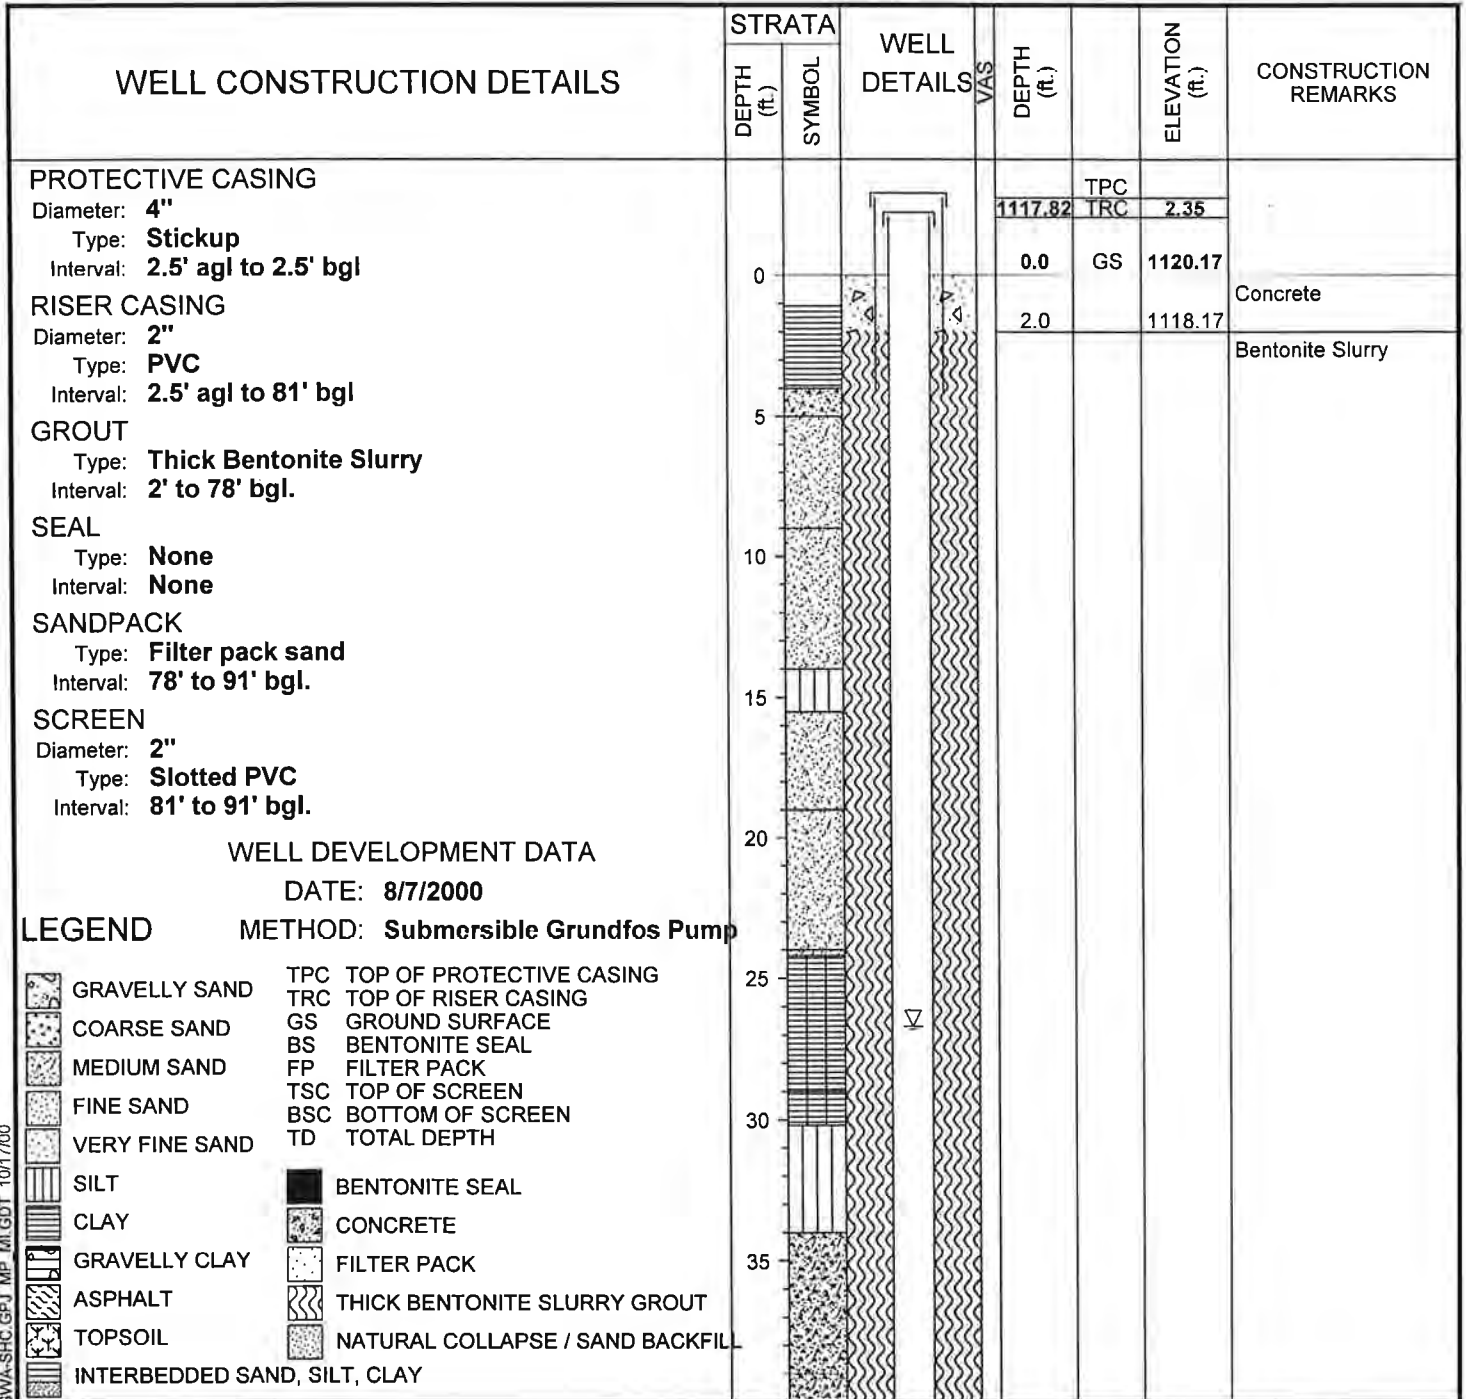 WELL CONSTRUCTION DETAILS
STRATA
DEPTH (ft.)
SYMBOL
WELL DETAILS
VAS
DEPTH (ft.)
ELEVATION (ft.)
CONSTRUCTION REMARKS
PROTECTIVE CASING
Diameter: 4"
Type: Stickup
Interval: 2.5' agl to 2.5' bgl
RISER CASING
Diameter: 2"
Type: PVC
Interval: 2.5' agl to 81' bgl
GROUT
Type: Thick Bentonite Slurry
Interval: 2' to 78' bgl.
SEAL
Type: None
Interval: None
SANDPACK
Type: Filter pack sand
Interval: 78' to 91' bgl.
SCREEN
Diameter: 2"
Type: Slotted PVC
Interval: 81' to 91' bgl.
WELL DEVELOPMENT DATA
DATE: 8/7/2000
METHOD: Submersible Grundfos Pump
LEGEND
GRAVELLY SAND
COARSE SAND
MEDIUM SAND
FINE SAND
VERY FINE SAND
SILT
CLAY
GRAVELLY CLAY
ASPHALT
TOPSOIL
INTERBEDDED SAND, SILT, CLAY
TPC TOP OF PROTECTIVE CASING
TRC TOP OF RISER CASING
GS GROUND SURFACE
BS BENTONITE SEAL
FP FILTER PACK
TSC TOP OF SCREEN
BSC BOTTOM OF SCREEN
TD TOTAL DEPTH
BENTONITE SEAL
CONCRETE
FILTER PACK
THICK BENTONITE SLURRY GROUT
NATURAL COLLAPSE / SAND BACKFILL
0
5
10
15
20
25
30
35
TPC
1117.82 TRC 2.35
0.0 GS 1120.17
Concrete
2.0 1118.17
Bentonite Slurry
MP_MI.GDT 10/17/00